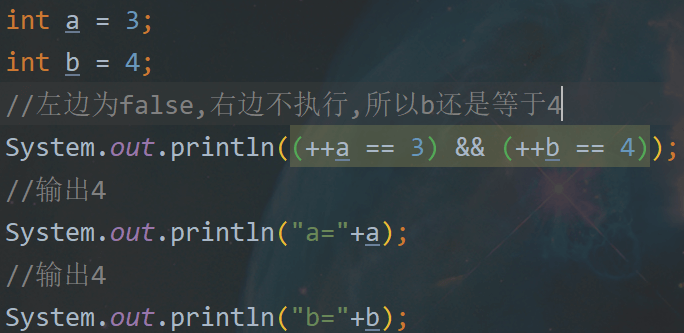 int a = 3;
int b = 4;
//左边为false,右边不执行,所以b还是等于4
System.out.println((++a == 3) && (++b == 4));
//输出4
System.out.println("a="+a);
//输出4
System.out.println("b="+b);